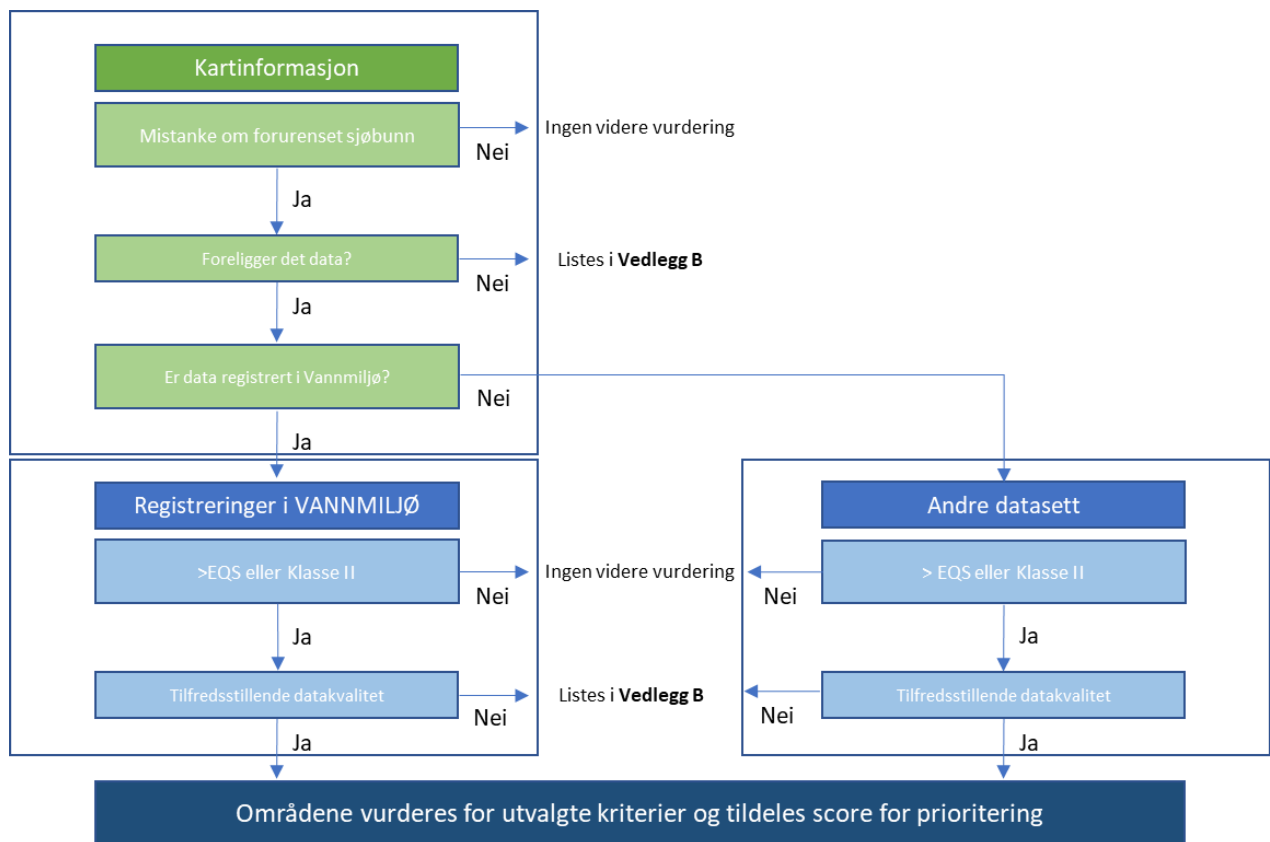 Kartinformasjon
Mistanke om forurenset sjøbunn
Nei
Ingen videre vurdering
Ja
Foreligger det data?
Nei
Listes i Vedlegg B
Ja
Er data registrert i Vannmiljø?
Nei
Ja
Registreringer i VANNMILJØ
>EQS eller Klasse II
Nei
Ingen videre vurdering
Ja
Tilfredsstillende datakvalitet
Nei
Listes i Vedlegg B
Ja
Andre datasett
> EQS eller Klasse II
Nei
Ja
Tilfredsstillende datakvalitet
Nei
Ja
Områdene vurderes for utvalgte kriterier og tildeles score for prioritering